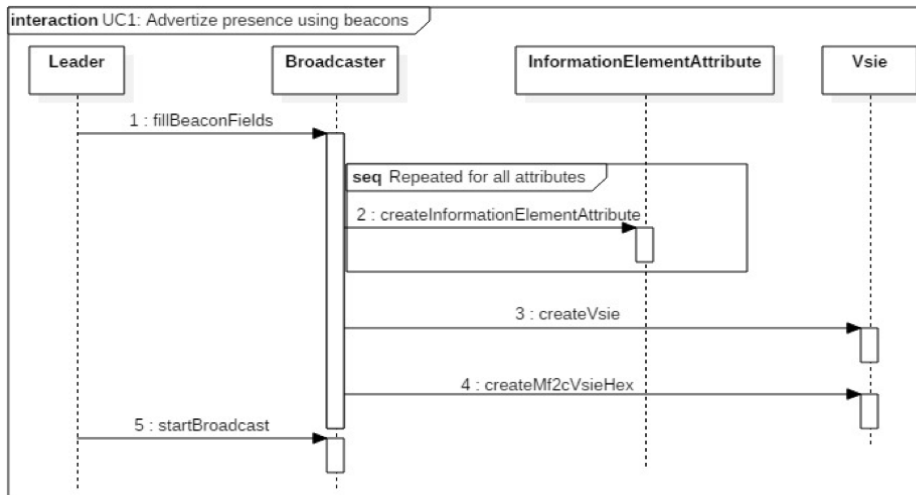 interaction UC1: Advertize presence using beacons
Leader
Broadcaster
InformationElementAttribute
Vsie
1 : fillBeaconFields
seq Repeated for all attributes
2 : createInformationElementAttribute
3 : createVsie
4 : createMf2cVsieHex
5 : startBroadcast